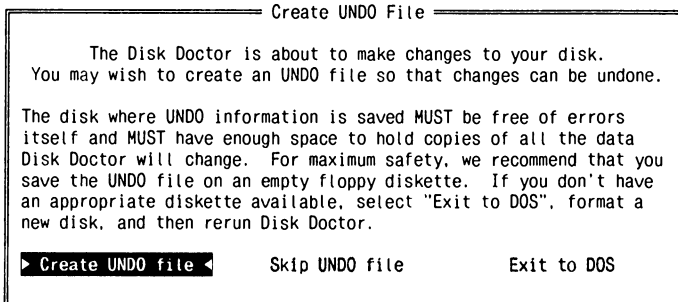 Create UNDO File
The Disk Doctor is about to make changes to your disk.
You may wish to create an UNDO file so that changes can be undone.
The disk where UNDO information is saved MUST be free of errors
itself and MUST have enough space to hold copies of all the data
Disk Doctor will change. For maximum safety, we recommend that you
save the UNDO file on an empty floppy diskette. If you don't have
an appropriate diskette available, select "Exit to DOS", format a
new disk, and then rerun Disk Doctor.
Create UNDO file Skip UNDO file Exit to DOS